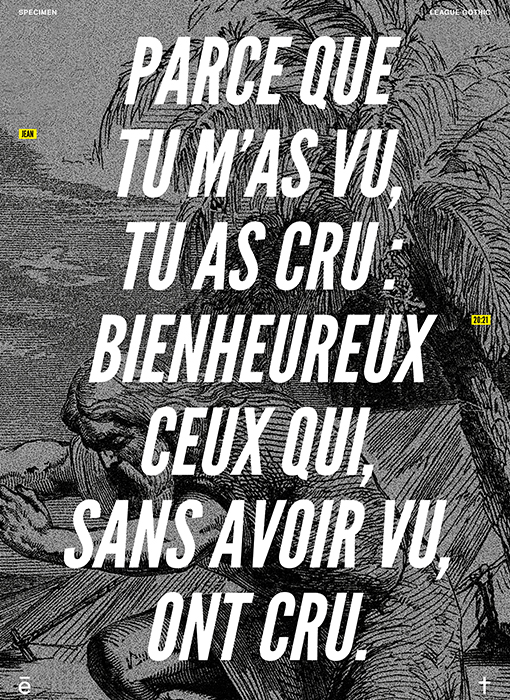 SPECIMEN
LEAGUE GOTHIC
PARCE QUE
JEAN
TU M’AS VU,
TU AS CRU :
20:21
BIENHEUREUX
CEUX QUI,
SANS AVOIR VU,
ONT CRU.
ē
†